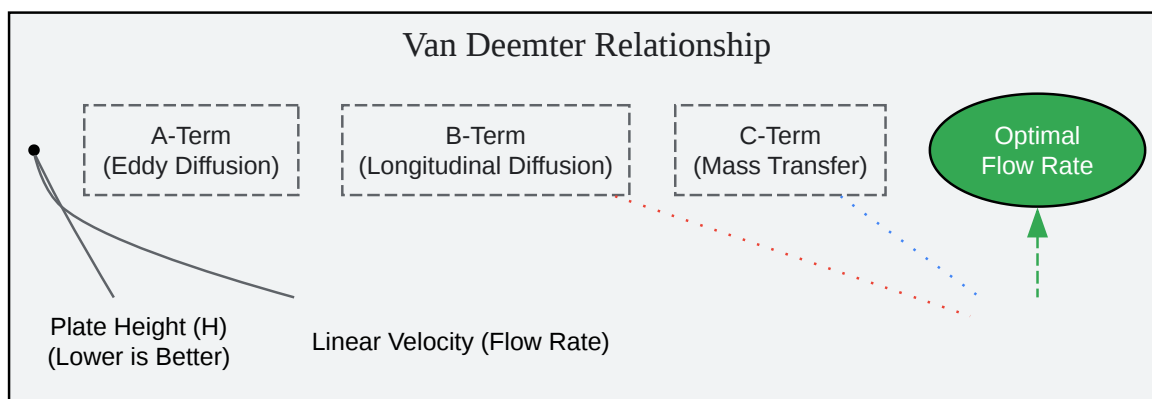 Van Deemter Relationship
A-Term
(Eddy Diffusion)
B-Term
(Longitudinal Diffusion)
C-Term
(Mass Transfer)
Optimal
Flow Rate
Plate Height (H)
(Lower is Better)
Linear Velocity (Flow Rate)